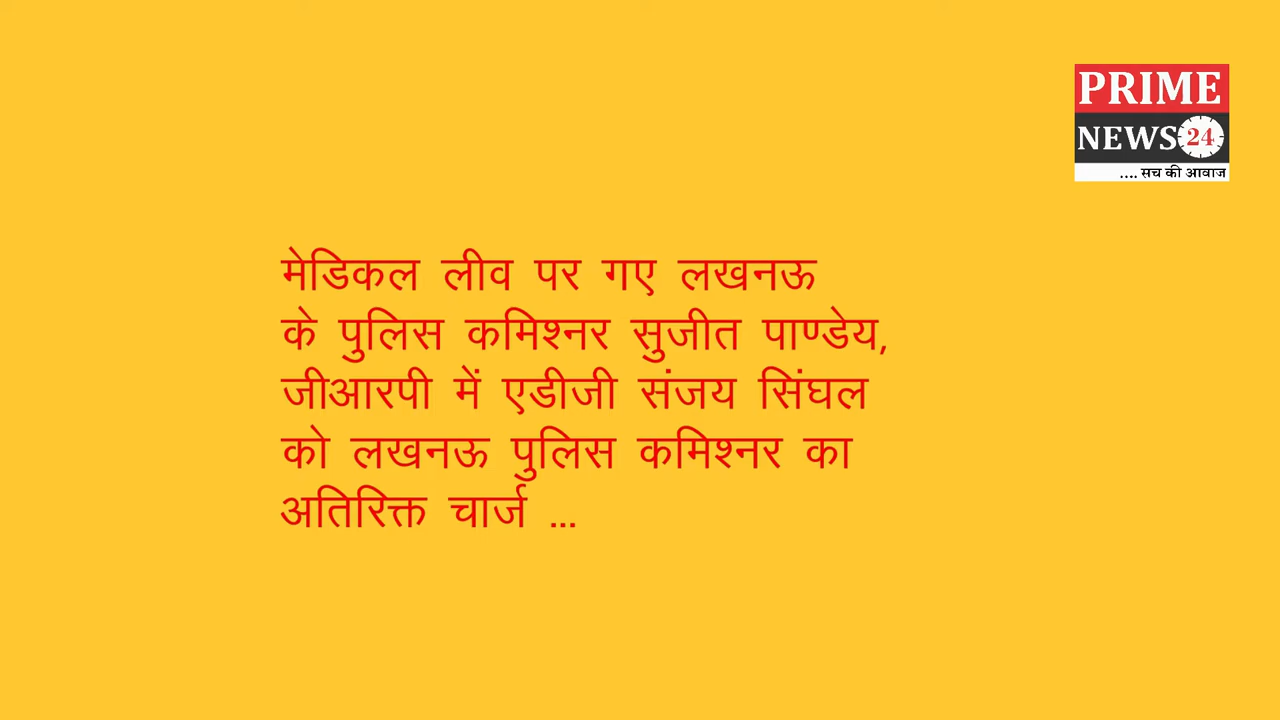 PRIME
NEWS 24
.... सच की आवाज
मेडिकल लीव पर गए लखनऊ
के पुलिस कमिश्नर सुजीत पाण्डेय,
जीआरपी में एडीजी संजय सिंघल
को लखनऊ पुलिस कमिश्नर का
अतिरिक्त चार्ज ...